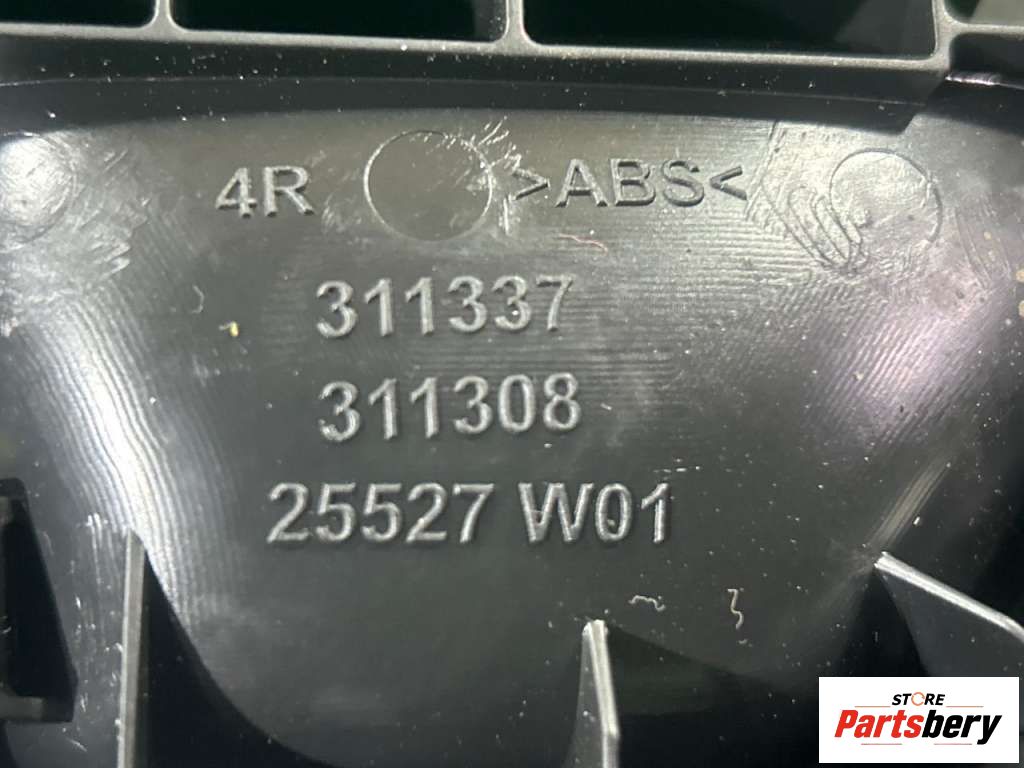 4R >ABS<
311337
311308
25527 W01
STORE
Partsbery